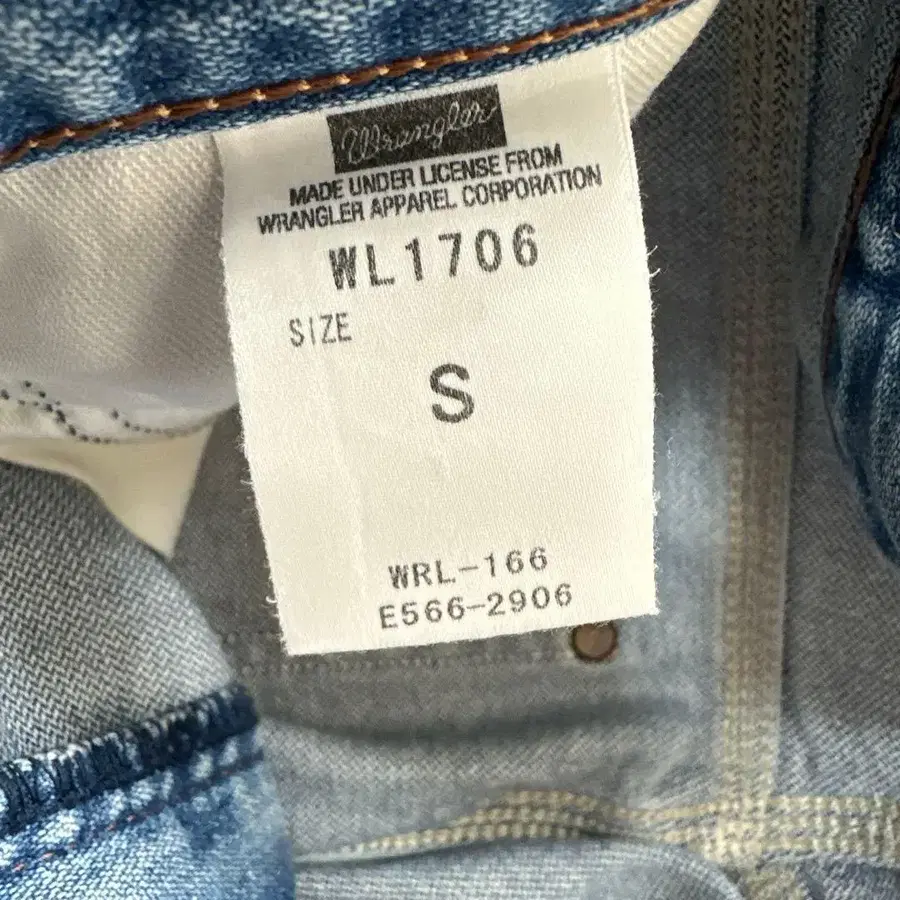 Wrangler
MADE UNDER LICENSE FROM
WRANGLER APPAREL CORPORATION
WL1706
SIZE
S
WRL-166
E566-2906